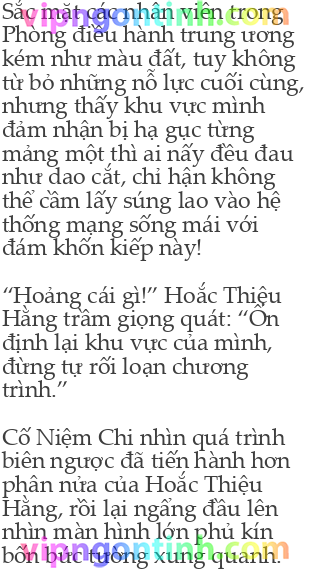 Sắc mặt các nhân viên trong
vipngontinh.com
Phòng điều hành trung ương
kém như màu đất, tuy không
từ bỏ những nỗ lực cuối cùng,
nhưng thấy khu vực mình
đảm nhận bị hạ gục từng
mảng một thì ai nấy đều đau
như dao cắt, chỉ hận không
thể cầm lấy súng lao vào hệ
thống mạng sống mái với
đám khốn kiếp này!
“Hoảng cái gì!” Hoắc Thiệu
Hằng trầm giọng quát: “Ổn
định lại khu vực của mình,
đừng tự rối loạn chương
trình.”
Cố Niệm Chi nhìn quá trình
biên ngược đã tiến hành hơn
phân nửa của Hoắc Thiệu
Hằng, rồi lại ngẩng đầu lên
nhìn màn hình lớn phủ kín
bốn bức tường xung quanh.
vipngontinh.com